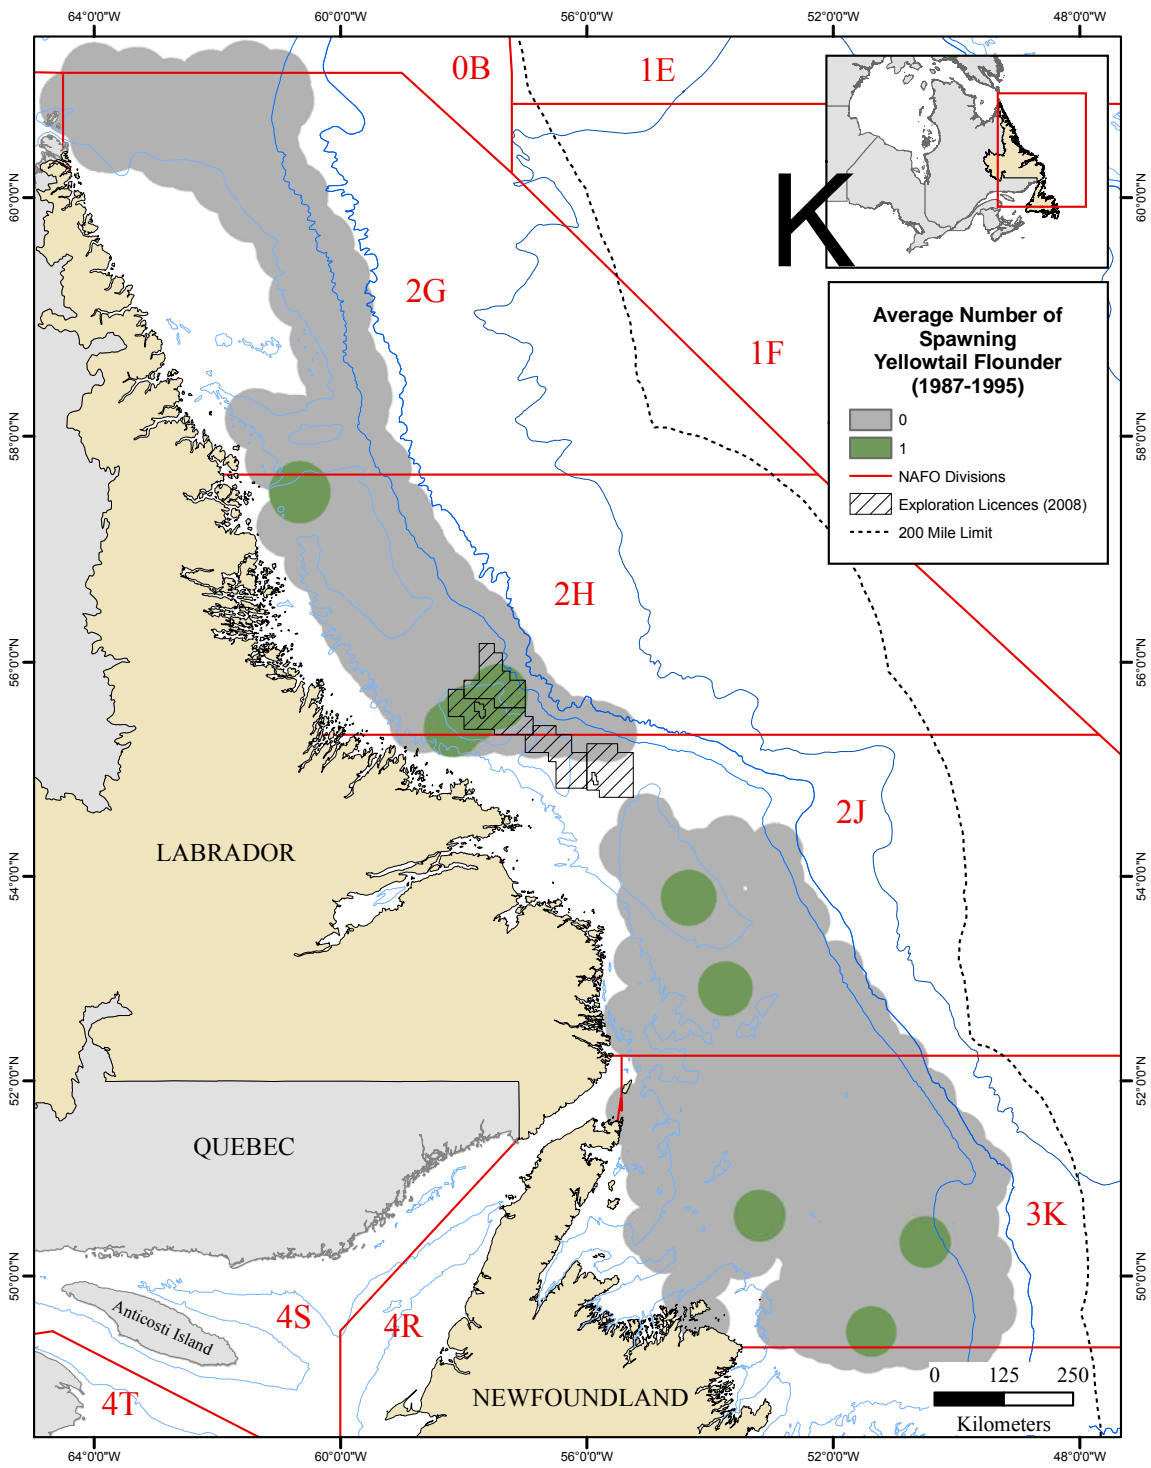 64°0'0"W 60°0'0"W 56°0'0"W 52°0'0"W 48°0'0"W
0B
1E
K
60°0'0"N 60°0'0"N
2G
1F
Average Number of
Spawning
Yellowtail Flounder
(1987-1995)
0
1
NAFO Divisions
Exploration Licences (2008)
200 Mile Limit
58°0'0"N 58°0'0"N
2H
56°0'0"N 56°0'0"N
2J
LABRADOR
54°0'0"N 54°0'0"N
52°0'0"N 52°0'0"N
QUEBEC
3K
50°0'0"N 50°0'0"N
Anticosti Island
4S
4R
4T
NEWFOUNDLAND
0 125 250
Kilometers
64°0'0"W 60°0'0"W 56°0'0"W 52°0'0"W 48°0'0"W